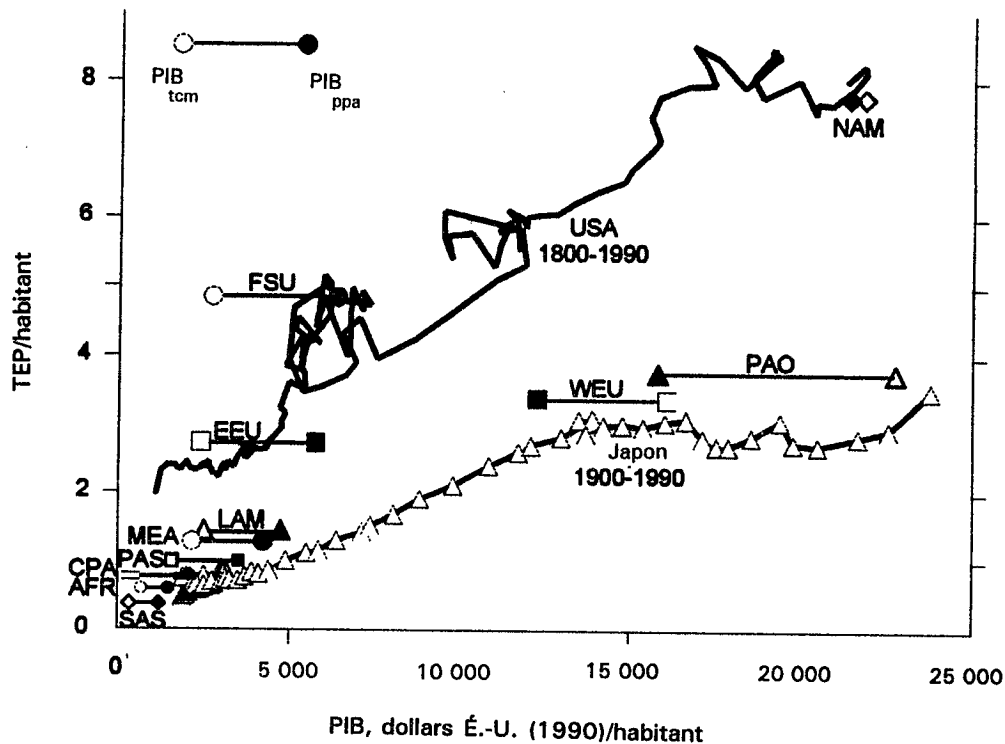 8
PIB
tcm
PIB
ppa
NAM
6
USA
1800-1990
FSU
TEP/habitant
4
PAO
WEU
EEU
Japon
1900-1990
2
LAM
MEA
PAS
CPA
AFR
SAS
0
0
5 000
10 000
15 000
20 000
25 000
PIB, dollars É.-U. (1990)/habitant